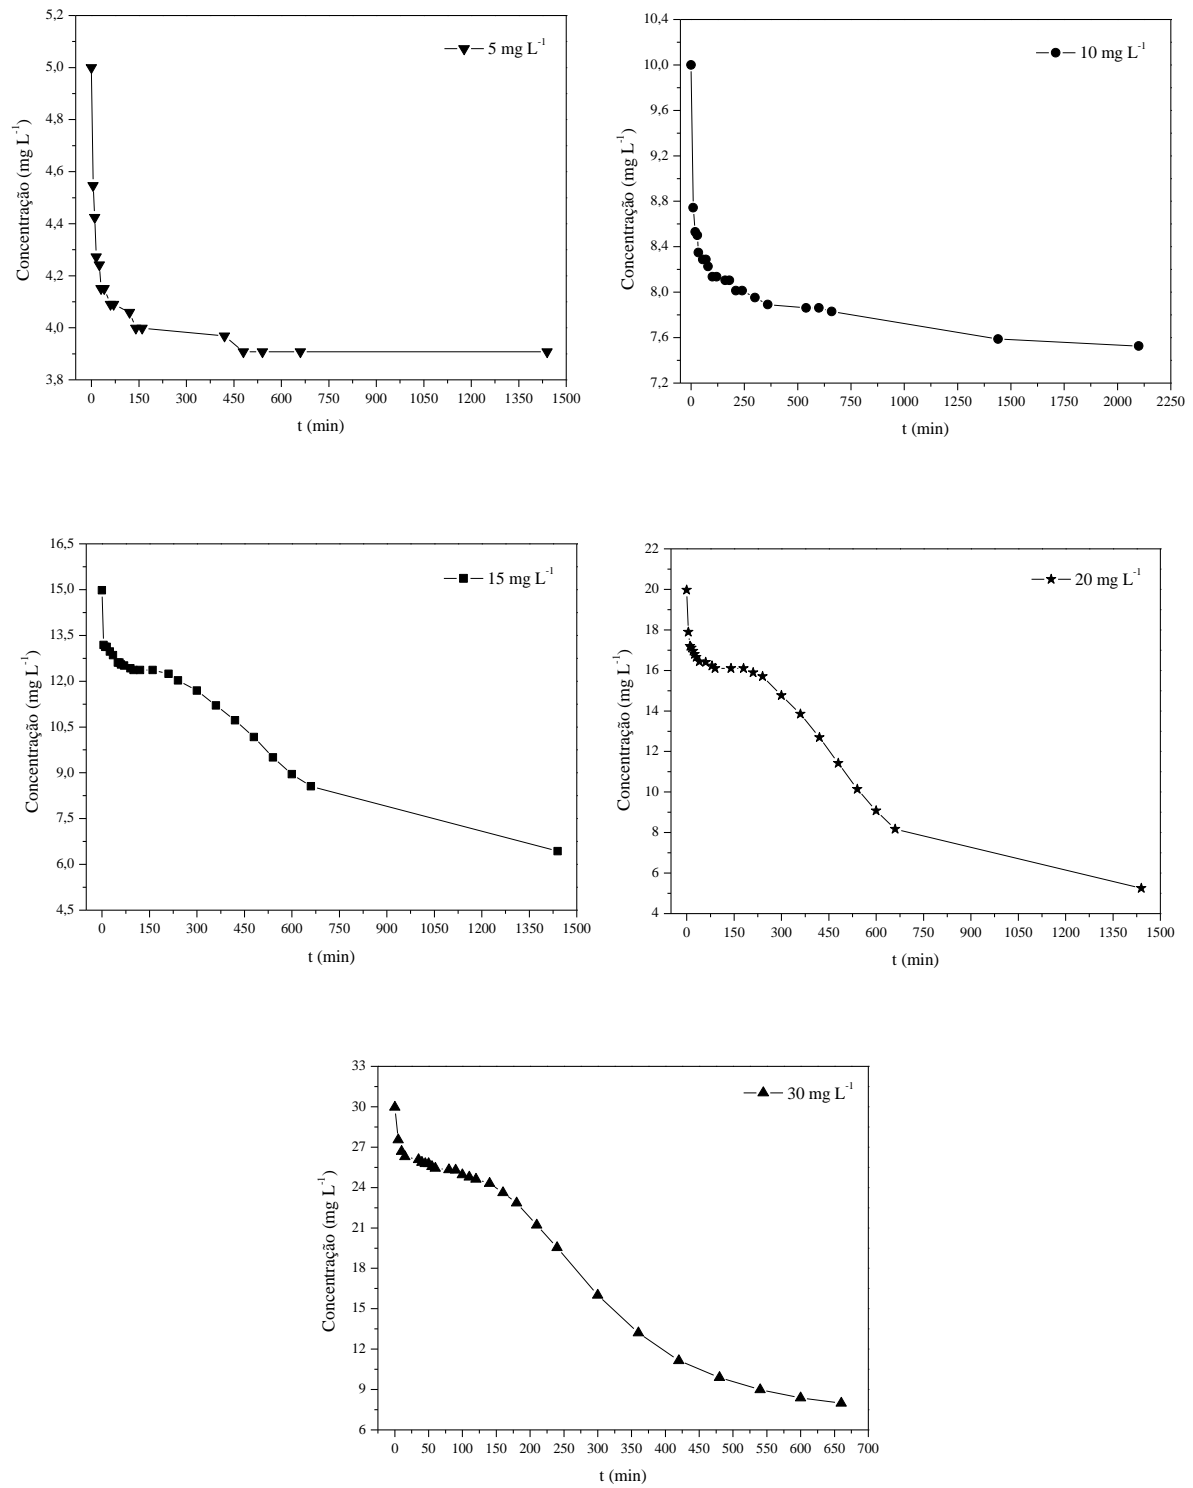 5,2
5,0
4,8
4,6
4,4
4,2
4,0
3,8
Concentração (mg L⁻¹)
5 mg L⁻¹
0 150 300 450 600 750 900 1050 1200 1350 1500
t (min)
10,4
10,0
9,6
9,2
8,8
8,4
8,0
7,6
7,2
Concentração (mg L⁻¹)
10 mg L⁻¹
0 250 500 750 1000 1250 1500 1750 2000 2250
t (min)
16,5
15,0
13,5
12,0
10,5
9,0
7,5
6,0
4,5
Concentração (mg L⁻¹)
15 mg L⁻¹
0 150 300 450 600 750 900 1050 1200 1350 1500
t (min)
22
20
18
16
14
12
10
8
6
4
Concentração (mg L⁻¹)
20 mg L⁻¹
0 150 300 450 600 750 900 1050 1200 1350 1500
t (min)
33
30
27
24
21
18
15
12
9
6
Concentração (mg L⁻¹)
30 mg L⁻¹
0 50 100 150 200 250 300 350 400 450 500 550 600 650 700
t (min)